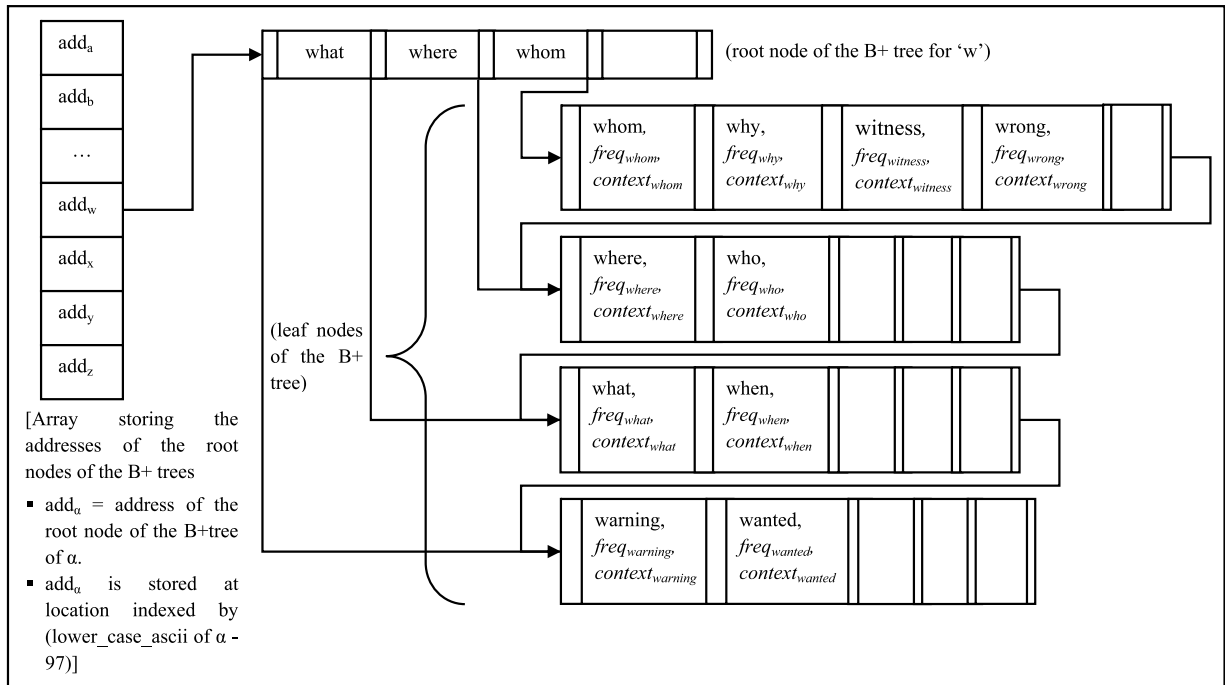 add_a
add_b
…
add_w
add_x
add_y
add_z
[Array storing the
addresses of the root
nodes of the B+ trees
▪ add_α = address of the
root node of the B+tree
of α.
▪ add_α is stored at
location indexed by
(lower_case_ascii of α -
97)]
what
where
whom
(root node of the B+ tree for ‘w’)
(leaf nodes
of the B+
tree)
whom,
freq_whom,
context_whom
why,
freq_why,
context_why
witness,
freq_witness,
context_witness
wrong,
freq_wrong,
context_wrong
where,
freq_where,
context_where
who,
freq_who,
context_who
what,
freq_what,
context_what
when,
freq_when,
context_when
warning,
freq_warning,
context_warning
wanted,
freq_wanted,
context_wanted